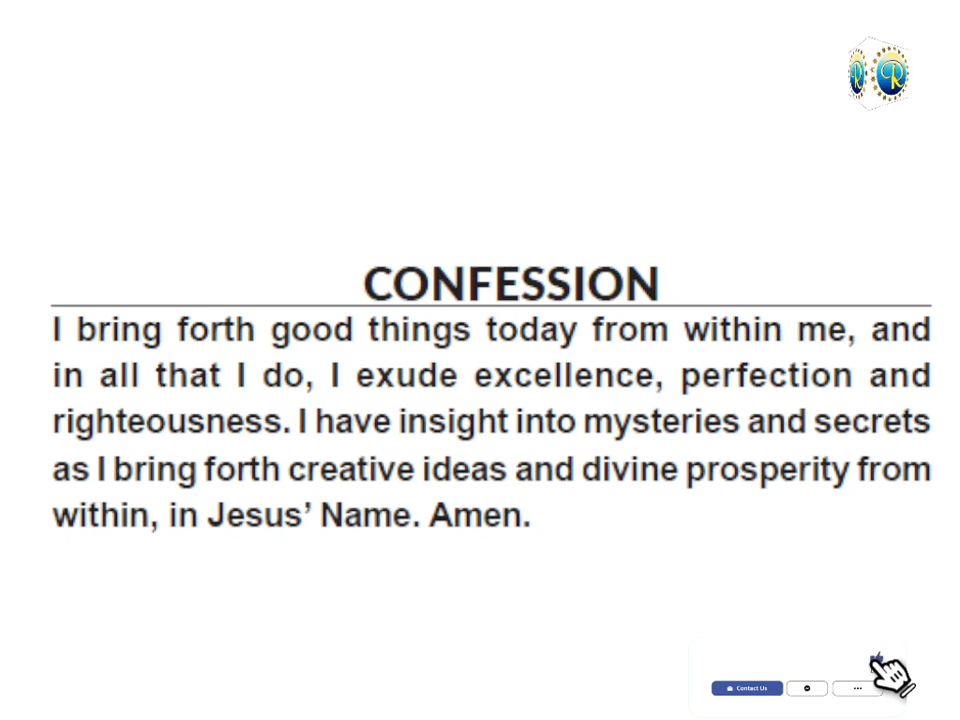 CONFESSION
I bring forth good things today from within me, and
in all that I do, I exude excellence, perfection and
righteousness. I have insight into mysteries and secrets
as I bring forth creative ideas and divine prosperity from
within, in Jesus’ Name. Amen.
R R
Contact Us